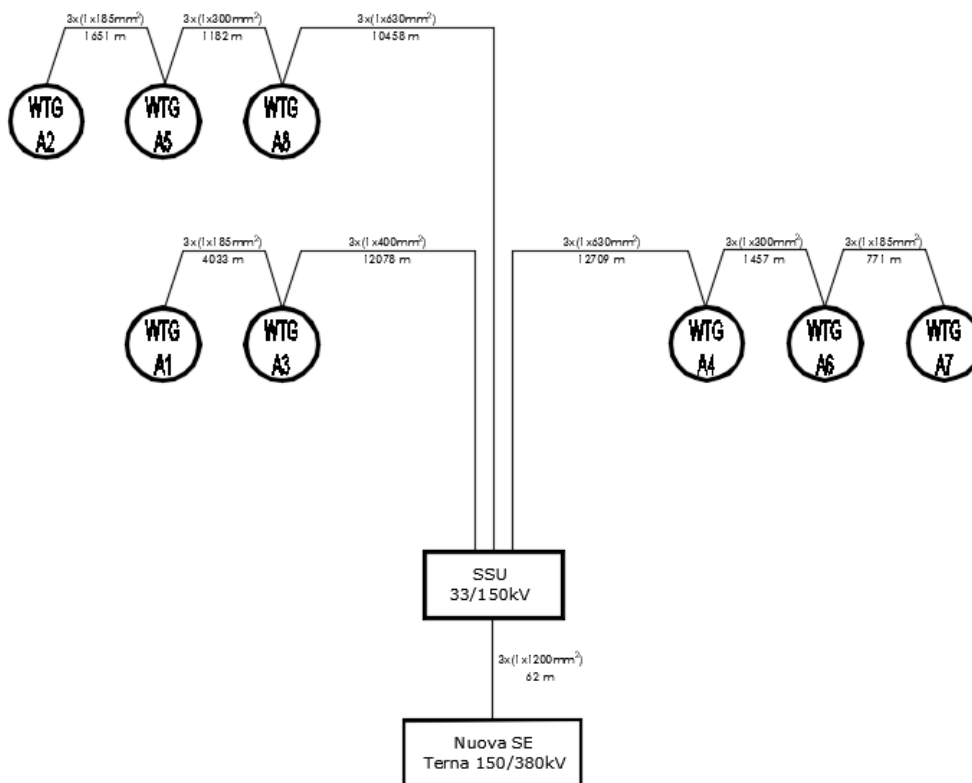 3x(1x185mm²) 3x(1x300mm²) 3x(1x630mm²)
1651 m 1182 m 10458 m
WTG A2
WTG A5
WTG A8
3x(1x185mm²) 3x(1x400mm²) 3x(1x630mm²) 3x(1x300mm²) 3x(1x185mm²)
4033 m 12078 m 12709 m 1457 m 771 m
WTG A1
WTG A3
WTG A4
WTG A6
WTG A7
SSU
33/150kV
3x(1x1200mm²)
62 m
Nuova SE
Terna 150/380kV